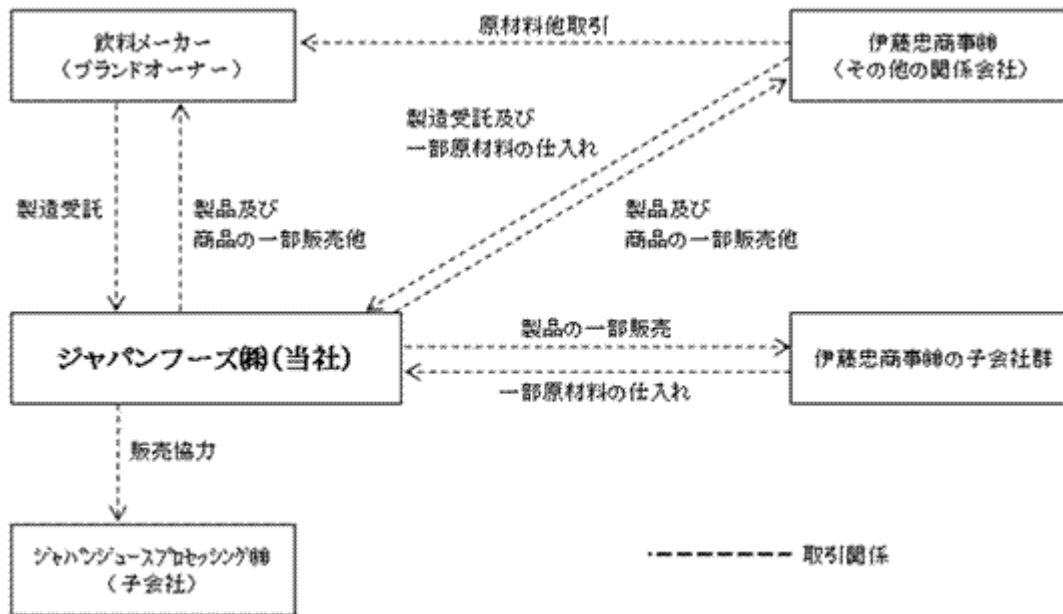 飲料メーカー
(ブランドオーナー)
原材料他取引
伊藤忠商事㈱
(その他の関係会社)
製造受託及び
一部原材料の仕入れ
製造受託
製品及び
商品の一部販売他
製品及び
商品の一部販売他
ジャパンフーズ㈱(当社)
製品の一部販売
一部原材料の仕入れ
伊藤忠商事㈱の子会社群
販売協力
ジャパンジュースプロセッシング㈱
(子会社)
取引関係